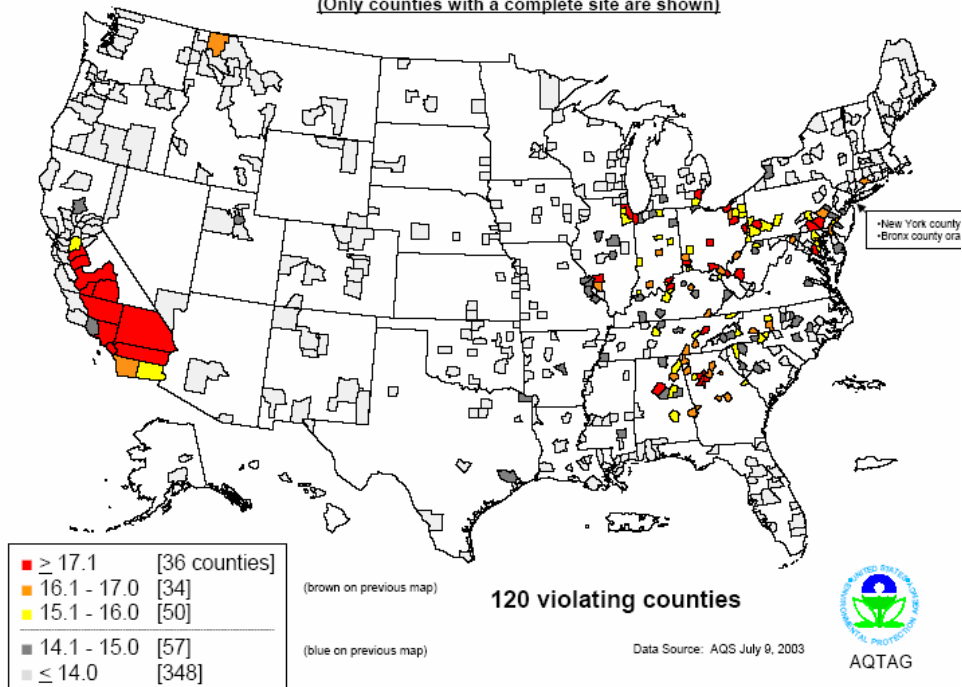 (Only counties with a complete site are shown)
•New York county
•Bronx county ora
≥ 17.1 [36 counties]
16.1 - 17.0 [34]
15.1 - 16.0 [50]
14.1 - 15.0 [57]
≤ 14.0 [348]
(brown on previous map)
(blue on previous map)
120 violating counties
Data Source: AQS July 9, 2003
UNITED STATES
ENVIRONMENTAL PROTECTION AGENCY
AQTAG